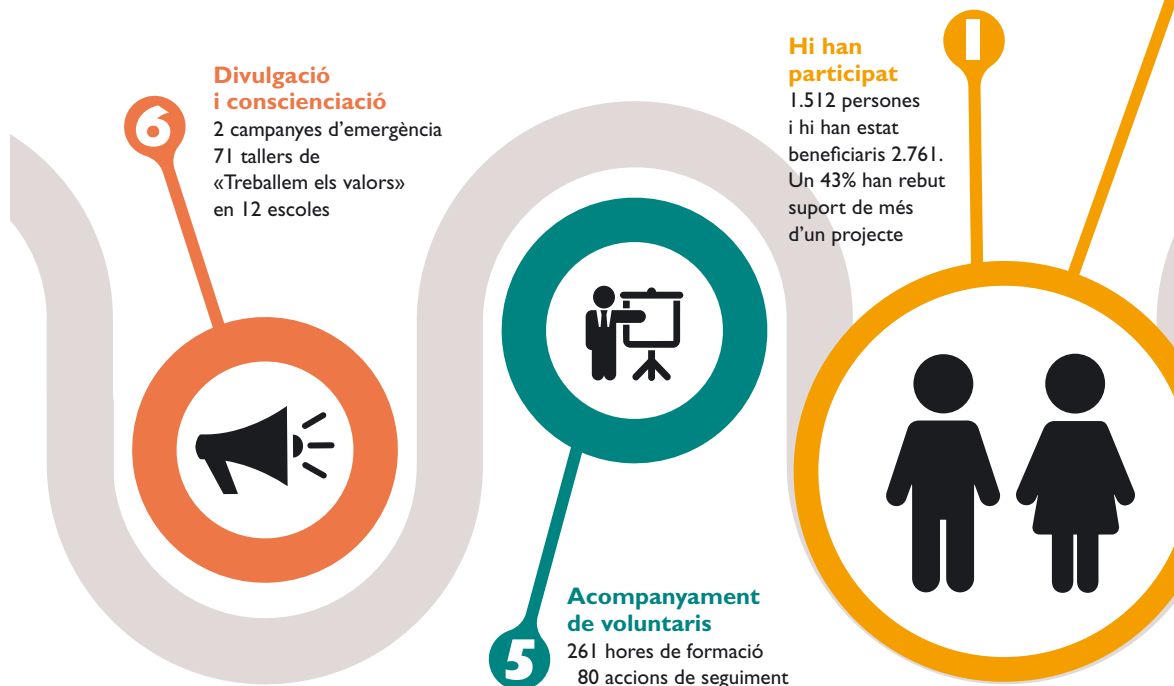 6
Divulgació
i conscienciació
2 campanyes d'emergència
71 tallers de
«Treballem els valors»
en 12 escoles
1
Hi han
participat
1.512 persones
i hi han estat
beneficiaris 2.761.
Un 43% han rebut
suport de més
d'un projecte
5
Acompanyament
de voluntaris
261 hores de formació
80 accions de seguiment